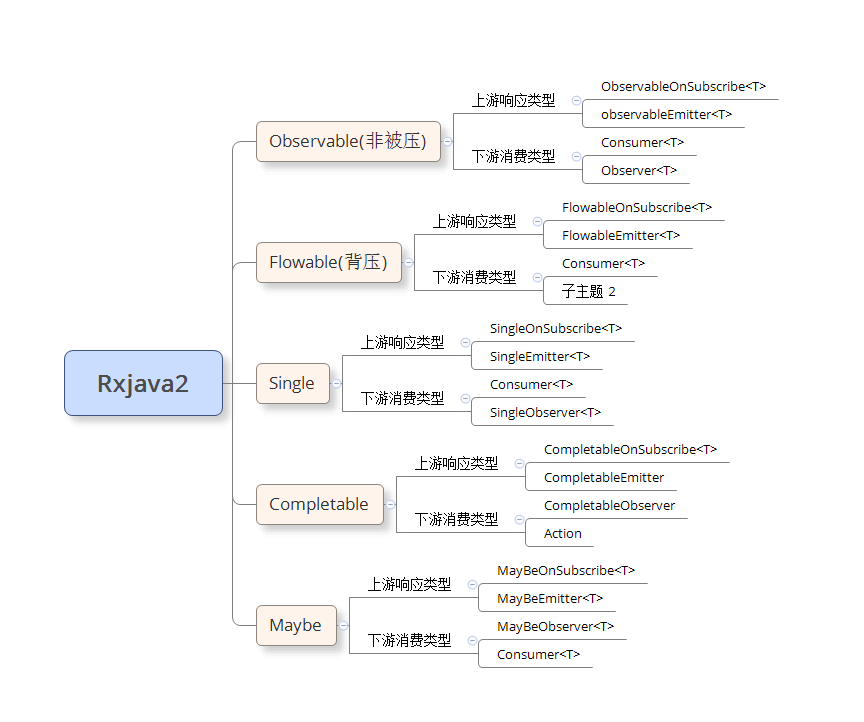 Rxjava2
Observable(非被压)
上游响应类型
ObservableOnSubscribe<T>
observableEmitter<T>
下游消费类型
Consumer<T>
Observer<T>
Flowable(背压)
上游响应类型
FlowableOnSubscribe<T>
FlowableEmitter<T>
下游消费类型
Consumer<T>
子主题 2
Single
上游响应类型
SingleOnSubscribe<T>
SingleEmitter<T>
下游消费类型
Consumer<T>
SingleObserver<T>
Completable
上游响应类型
CompletableOnSubscribe<T>
CompletableEmitter
下游消费类型
CompletableObserver
Action
Maybe
上游响应类型
MayBeOnSubscribe<T>
MayBeEmitter<T>
下游消费类型
MayBeObserver<T>
Consumer<T>